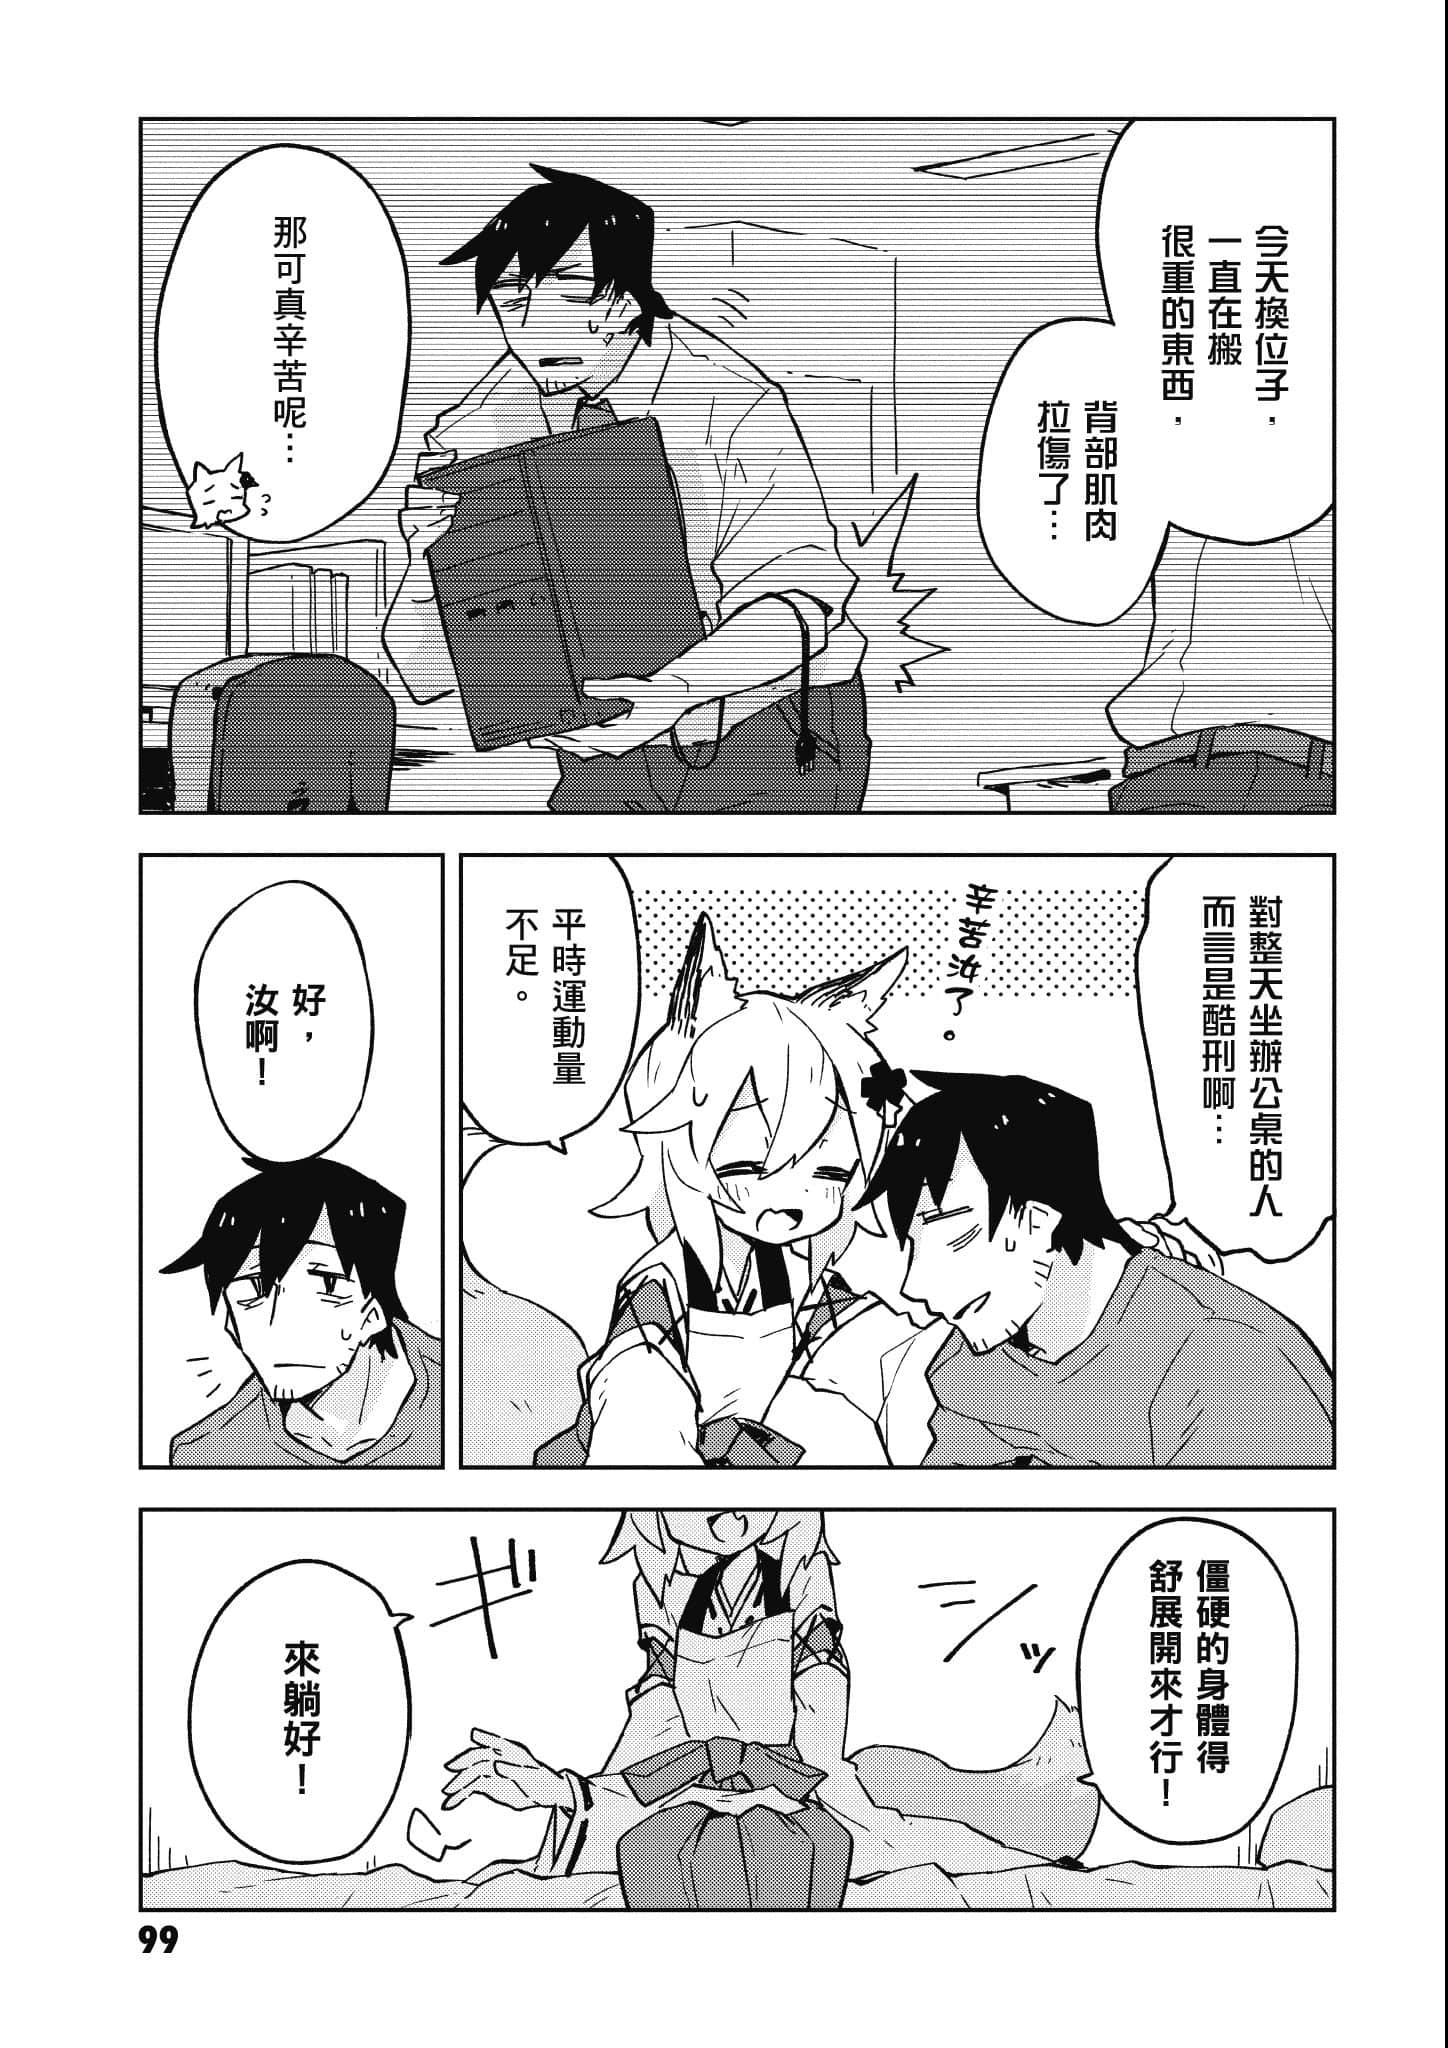 今天換位子，
一直在搬
很重的東西，
背部肌肉
拉傷了…
那可真辛苦呢…
對整天坐辦公桌的人
而言是酷刑啊…
辛苦汝了。
平時運動量
不足。
好，
汝啊！
僵硬的身體得
舒展開來才行！
ッ
ギ
來躺好！
99